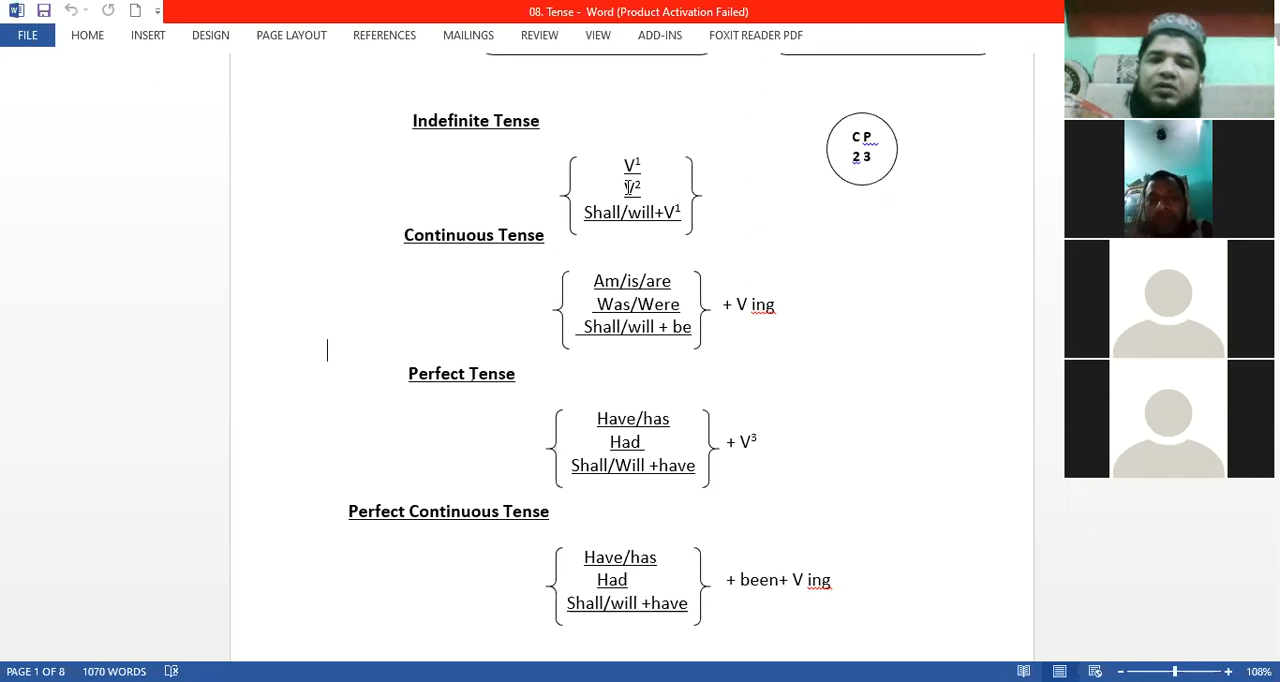 08. Tense - Word (Product Activation Failed)
FILE HOME INSERT DESIGN PAGE LAYOUT REFERENCES MAILINGS REVIEW VIEW ADD-INS FOXIT READER PDF
Indefinite Tense
C P
2 3
V¹
V²
Shall/will+V¹
Continuous Tense
Am/is/are
Was/Were + V ing
Shall/will + be
Perfect Tense
Have/has
Had + V³
Shall/Will +have
Perfect Continuous Tense
Have/has
Had + been+ V ing
Shall/will +have
PAGE 1 OF 8 1070 WORDS 108%